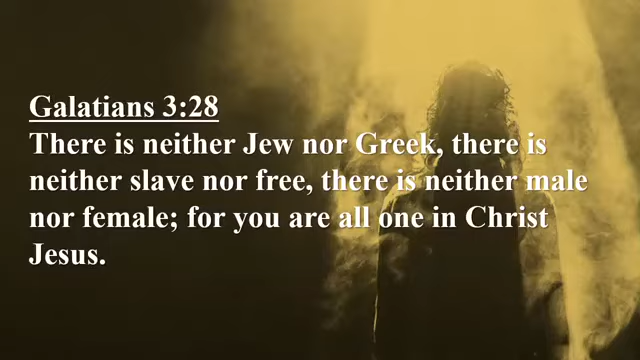 Galatians 3:28
There is neither Jew nor Greek, there is
neither slave nor free, there is neither male
nor female; for you are all one in Christ
Jesus.